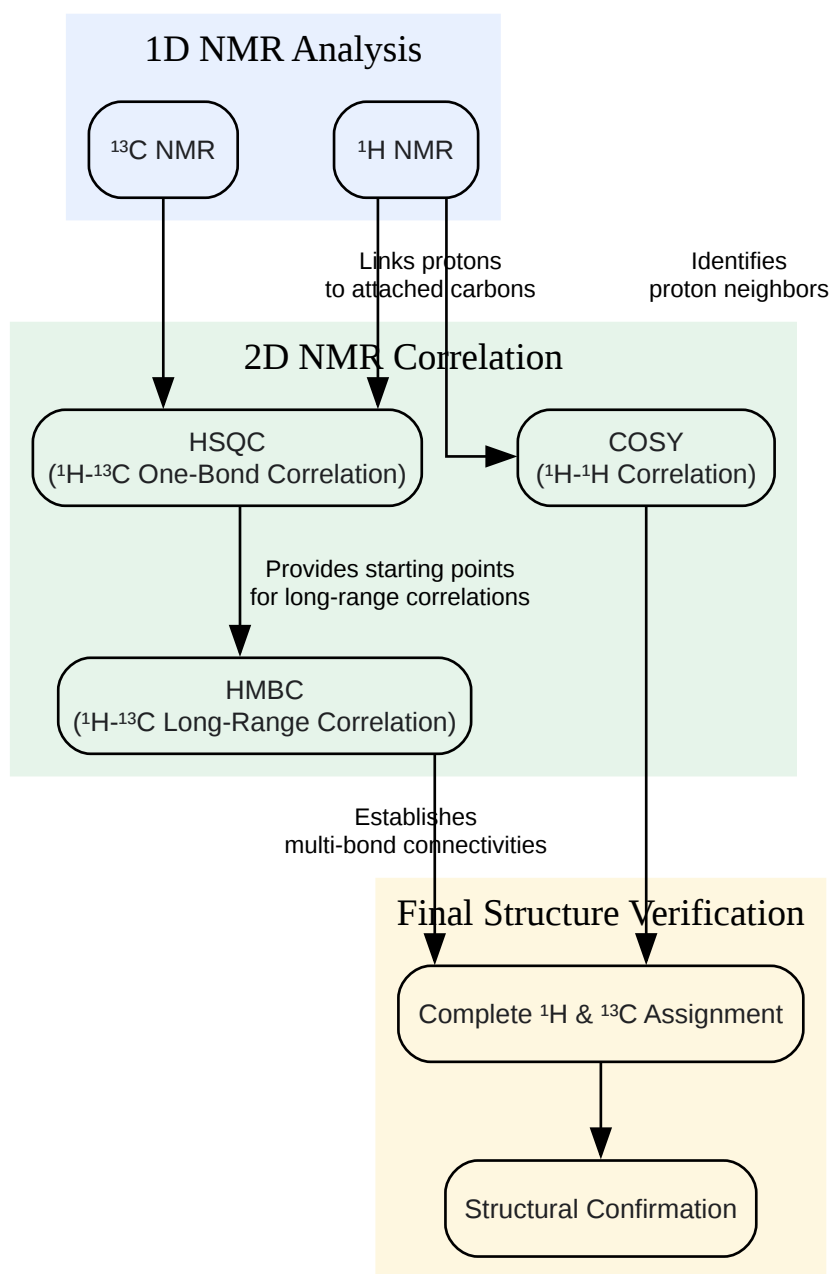 1D NMR Analysis
¹³C NMR
¹H NMR
Links protons
to attached carbons
Identifies
proton neighbors
2D NMR Correlation
HSQC
(¹H-¹³C One-Bond Correlation)
COSY
(¹H-¹H Correlation)
Provides starting points
for long-range correlations
HMBC
(¹H-¹³C Long-Range Correlation)
Establishes
multi-bond connectivities
Final Structure Verification
Complete ¹H & ¹³C Assignment
Structural Confirmation